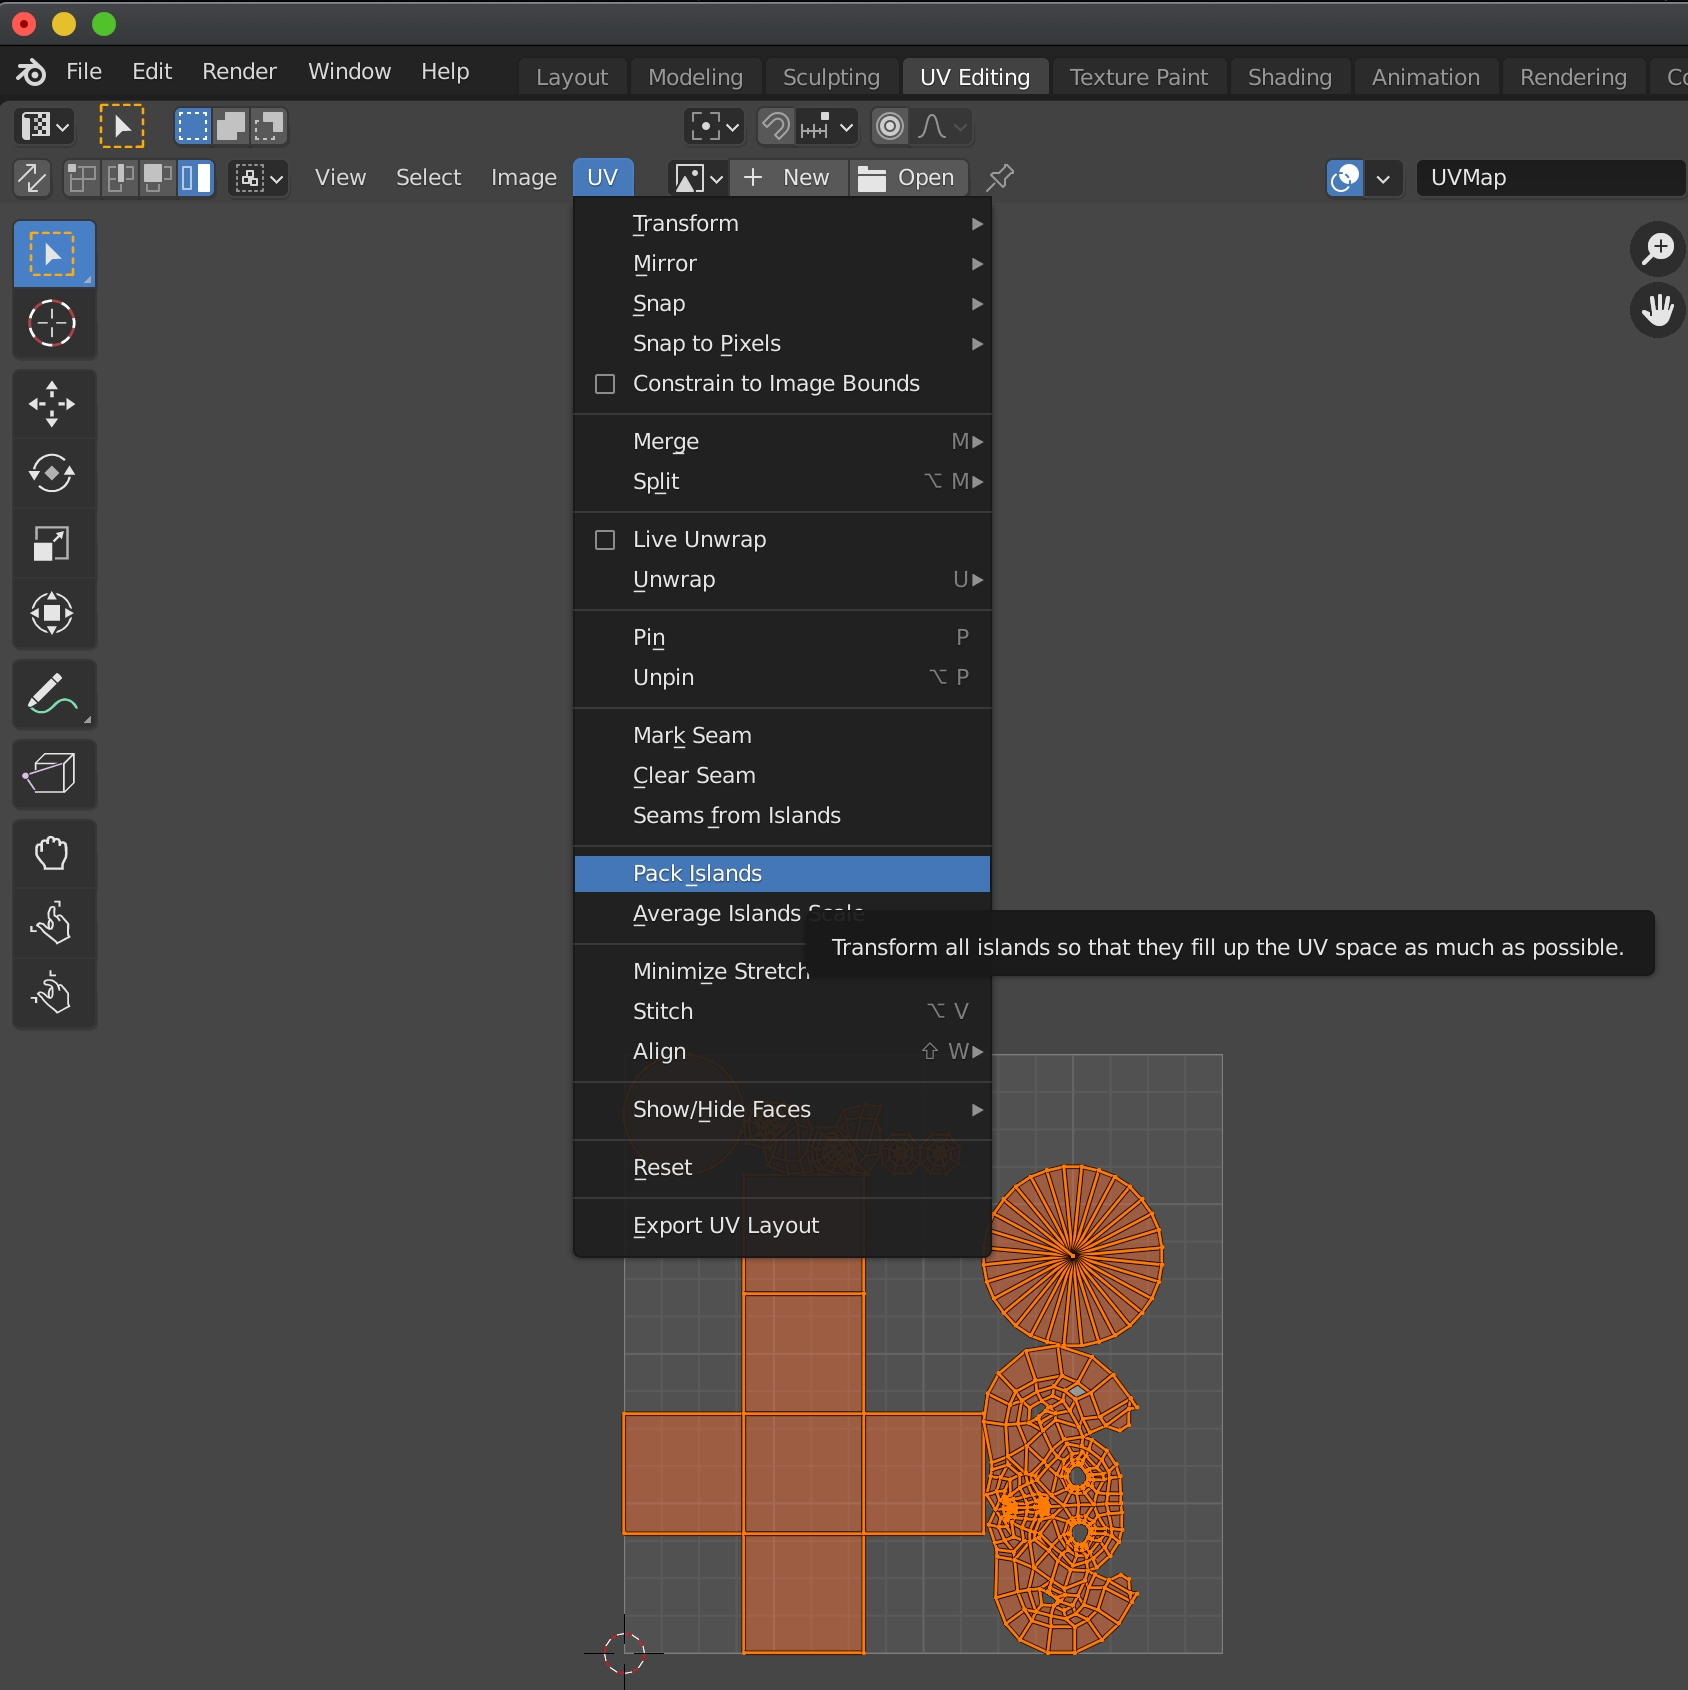 File Edit Render Window Help Layout Modeling Sculpting UV Editing Texture Paint Shading Animation Rendering
View Select Image UV + New Open UVMap
Transform
Mirror
Snap
Snap to Pixels
Constrain to Image Bounds
Merge M
Split ⌥ M
Live Unwrap
Unwrap U
Pin P
Unpin ⌥ P
Mark Seam
Clear Seam
Seams from Islands
Pack Islands
Average Islands Scale
Transform all islands so that they fill up the UV space as much as possible.
Minimize Stretch
Stitch ⌥ V
Align ⇧ W
Show/Hide Faces
Reset
Export UV Layout